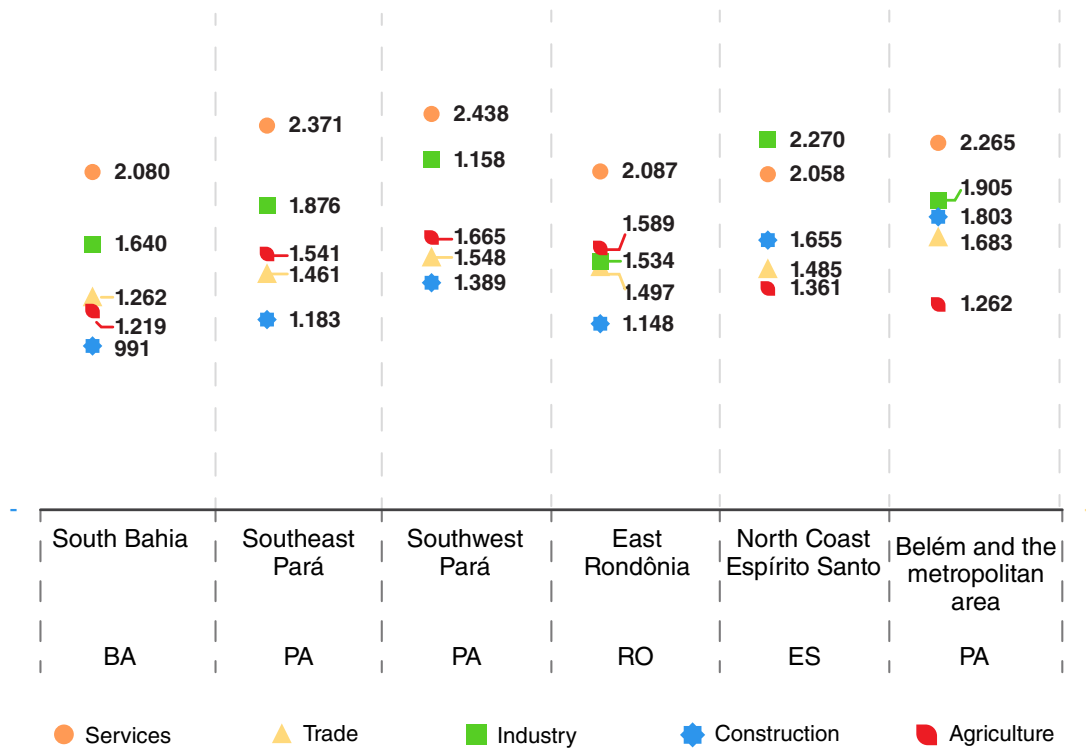 2.080
1.640
1.262
1.219
991
2.371
1.876
1.541
1.461
1.183
2.438
1.158
1.665
1.548
1.389
2.087
1.589
1.534
1.497
1.148
2.270
2.058
1.655
1.485
1.361
2.265
1.905
1.803
1.683
1.262
-
South Bahia
Southeast
Pará
Southwest
Pará
East
Rondônia
North Coast
Espírito Santo
Belém and the
metropolitan
area
BA
PA
PA
RO
ES
PA
Services
Trade
Industry
Construction
Agriculture